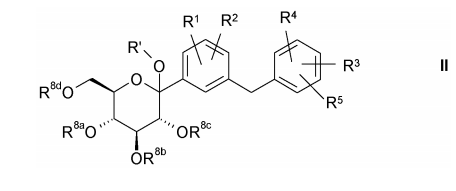 R¹ R² R⁴
R'
O
R⁸ᵈO O R³ II
R⁵
R⁸ᵃO OR⁸ᶜ
OR⁸ᵇ